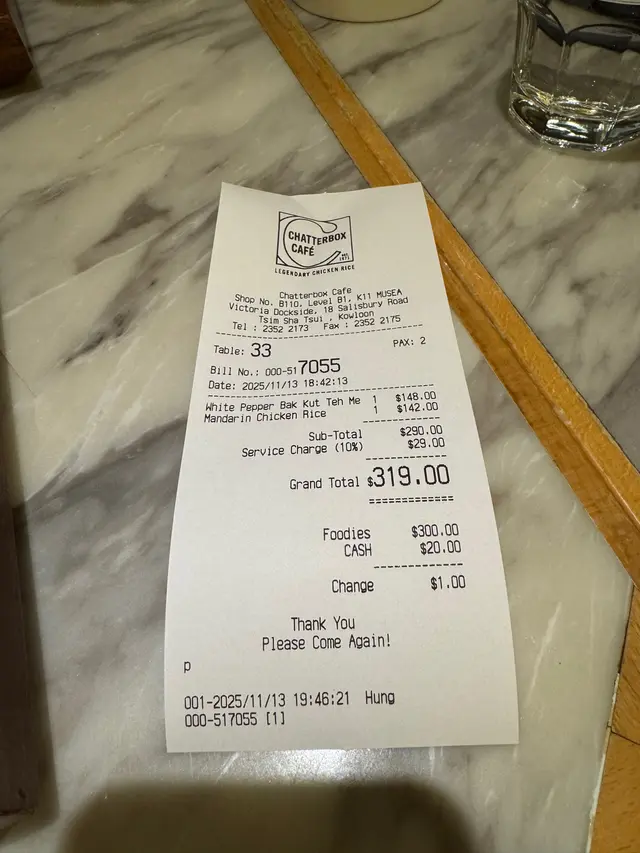 CHATTERBOX
CAFÉ
EST. 1971
LEGENDARY CHICKEN RICE
Chatterbox Cafe
Shop No. B110, Level B1, K11 MUSEA
Victoria Dockside, 18 Salisbury Road
Tsim Sha Tsui , Kowloon
Tel : 2352 2173 Fax : 2352 2175
Table: 33 PAX: 2
Bill No.: 000-517055
Date: 2025/11/13 18:42:13
White Pepper Bak Kut Teh Me 1 $148.00
Mandarin Chicken Rice 1 $142.00
Sub-Total $290.00
Service Charge (10%) $29.00
Grand Total $319.00
Foodies $300.00
CASH $20.00
Change $1.00
Thank You
Please Come Again!
p
001-2025/11/13 19:46:21 Hung
000-517055 [1]